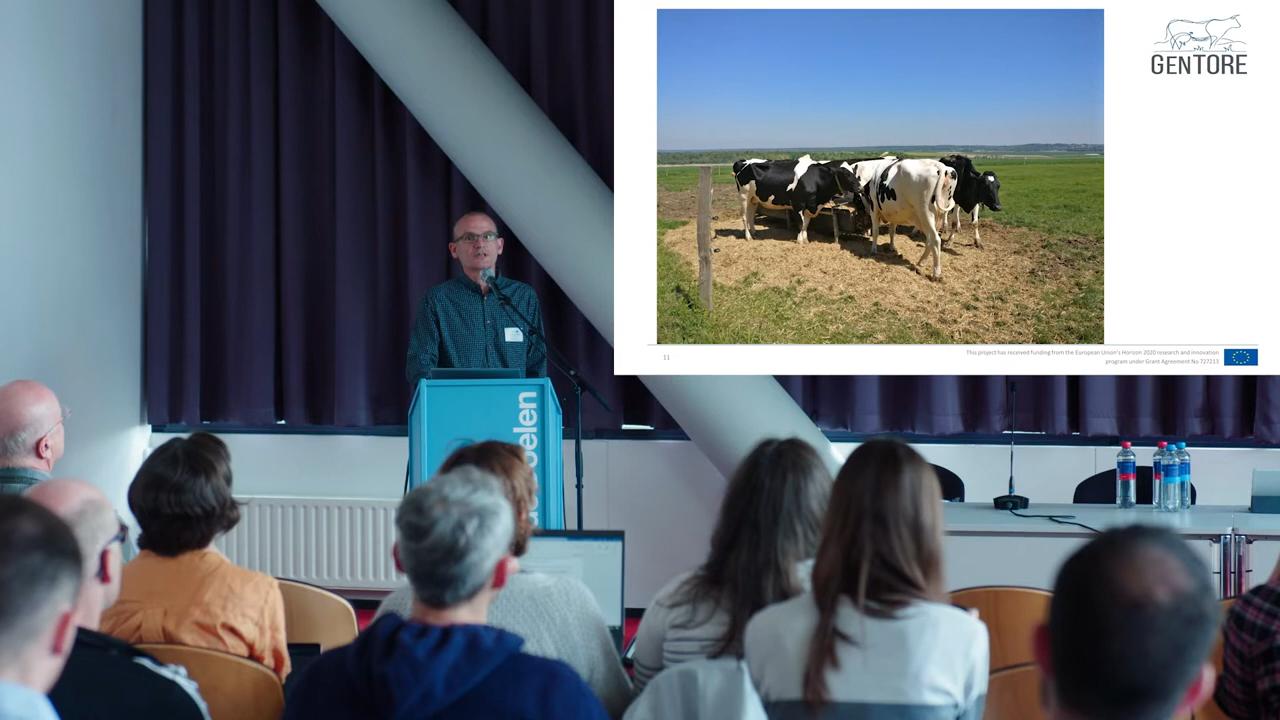 GENTORE
11
This project has received funding from the European Union's Horizon 2020 research and innovation
program under Grant Agreement No 727213
oelen